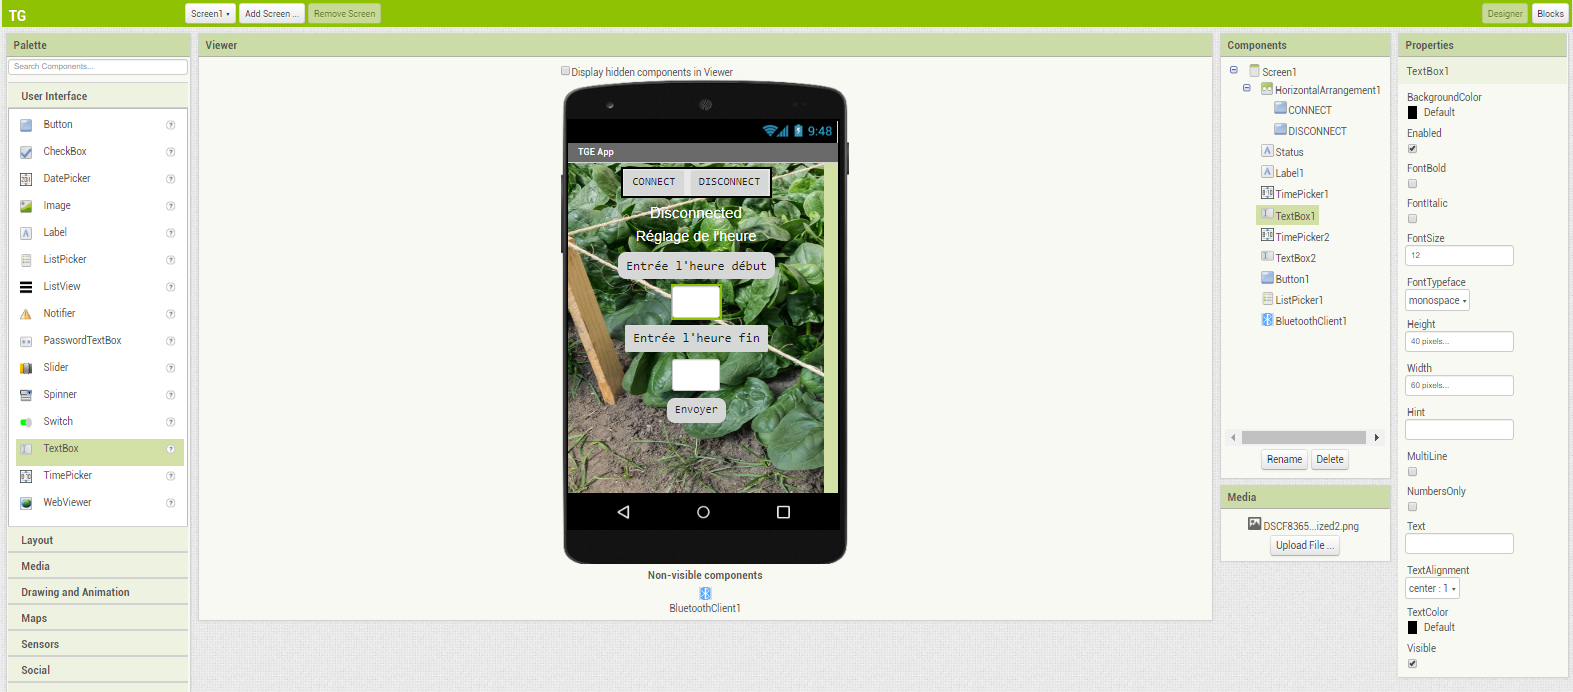 TG
Screen1
Add Screen ...
Remove Screen
Designer
Blocks
Palette
Search Components...
User Interface
Button
?
CheckBox
?
DatePicker
?
Image
?
Label
?
ListPicker
?
ListView
?
Notifier
?
PasswordTextBox
?
Slider
?
Spinner
?
Switch
?
TextBox
?
TimePicker
?
WebViewer
?
Layout
Media
Drawing and Animation
Maps
Sensors
Social
Viewer
Display hidden components in Viewer
9:48
TGE App
CONNECT
DISCONNECT
Disconnected
Réglage de l'heure
Entrée l'heure début
Entrée l'heure fin
Envoyer
Non-visible components
BluetoothClient1
Components
Screen1
HorizontalArrangement1
CONNECT
DISCONNECT
Status
Label1
TimePicker1
TextBox1
TimePicker2
TextBox2
Button1
ListPicker1
BluetoothClient1
Rename
Delete
Media
DSCF8365...ized2.png
Upload File ...
Properties
TextBox1
BackgroundColor
Default
Enabled
FontBold
FontItalic
FontSize
12
FontTypeface
monospace
Height
40 pixels...
Width
60 pixels...
Hint
MultiLine
NumbersOnly
Text
TextAlignment
center : 1
TextColor
Default
Visible